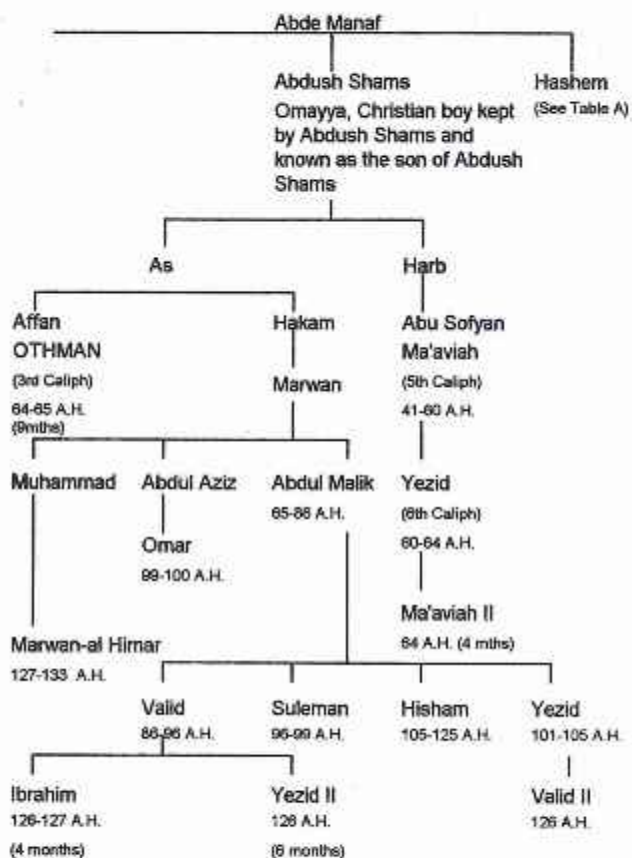 Abde Manaf
Abdush Shams
Hashem
Omayya, Christian boy kept
(See Table A)
by Abdush Shams and
known as the son of Abdush
Shams
As
Harb
Affan
Hakam
Abu Sofyan
OTHMAN
Ma'aviah
(3rd Caliph)
Marwan
(5th Caliph)
64-65 A.H.
41-60 A.H.
(9mths)
Muhammad
Abdul Aziz
Abdul Malik
Yezid
65-86 A.H.
(6th Caliph)
Omar
60-64 A.H.
99-100 A.H.
Ma'aviah II
Marwan-al Himar
64 A.H. (4 mths)
127-133 A.H.
Valid
Suleman
Hisham
Yezid
86-96 A.H.
96-99 A.H.
105-125 A.H.
101-105 A.H.
Ibrahim
Yezid II
Valid II
126-127 A.H.
126 A.H.
126 A.H.
(4 months)
(6 months)